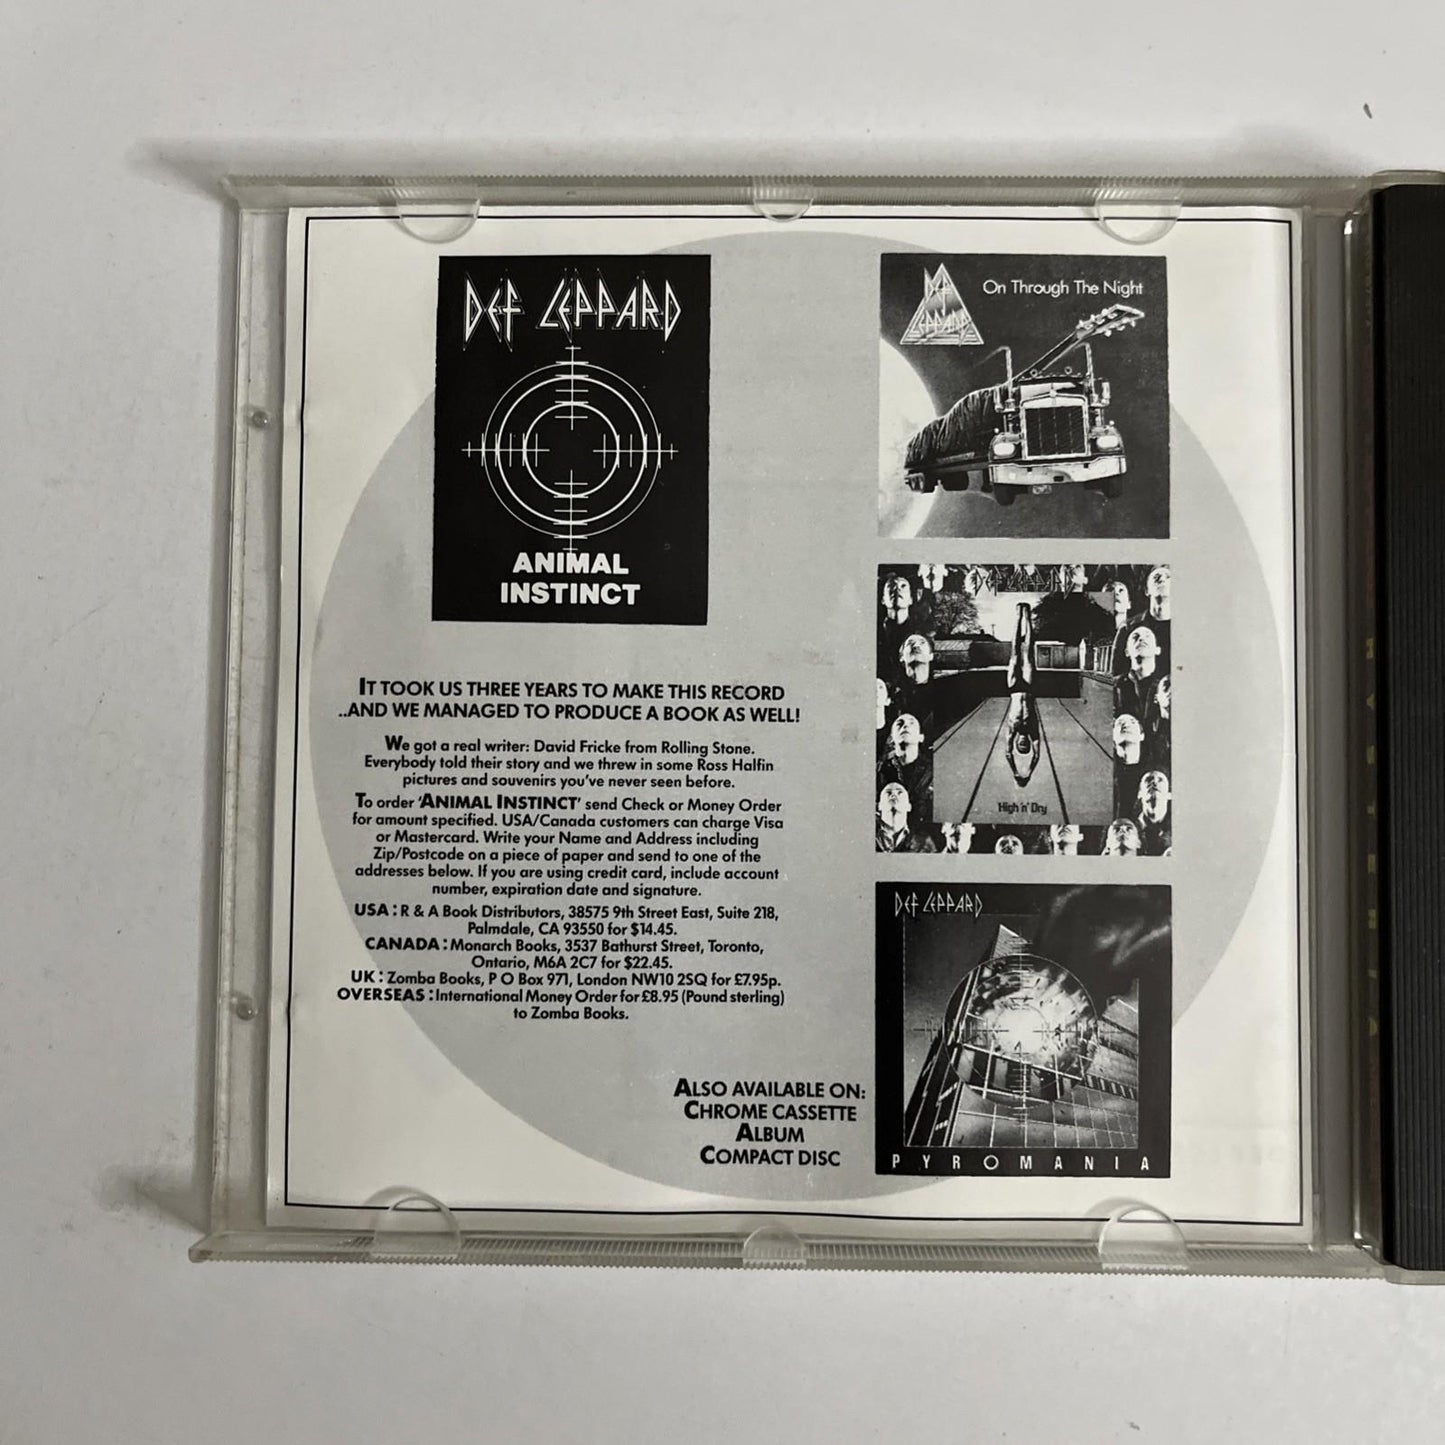 DEF LEPPARD
ANIMAL
INSTINCT
IT TOOK US THREE YEARS TO MAKE THIS RECORD
..AND WE MANAGED TO PRODUCE A BOOK AS WELL!
We got a real writer: David Fricke from Rolling Stone.
Everybody told their story and we threw in some Ross Halfin
pictures and souvenirs you've never seen before.
To order 'ANIMAL INSTINCT' send Check or Money Order
for amount specified. USA/Canada customers can charge Visa
or Mastercard. Write your Name and Address including
Zip/Postcode on a piece of paper and send to one of the
addresses below. If you are using credit card, include account
number, expiration date and signature.
USA: R & A Book Distributors, 38575 9th Street East, Suite 218,
Palmdale, CA 93550 for $14.45.
CANADA: Monarch Books, 3537 Bathurst Street, Toronto,
Ontario, M6A 2C7 for $22.45.
UK: Zomba Books, P O Box 971, London NW10 2SQ for £7.95p.
OVERSEAS: International Money Order for £8.95 (Pound sterling)
to Zomba Books.
ALSO AVAILABLE ON:
CHROME CASSETTE
ALBUM
COMPACT DISC
DEF
LEPPARD
On Through The Night
DEF LEPPARD
High 'n' Dry
DEF LEPPARD
PYROMANIA
HYSTERIA